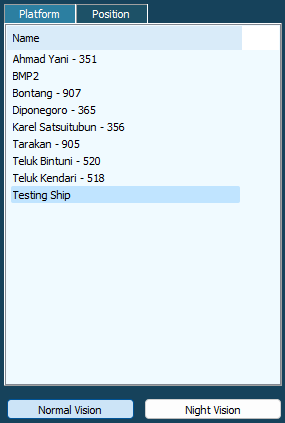 Platform Position
Name
Ahmad Yani - 351
BMP2
Bontang - 907
Diponegoro - 365
Karel Satsuitubun - 356
Tarakan - 905
Teluk Bintuni - 520
Teluk Kendari - 518
Testing Ship
Normal Vision Night Vision